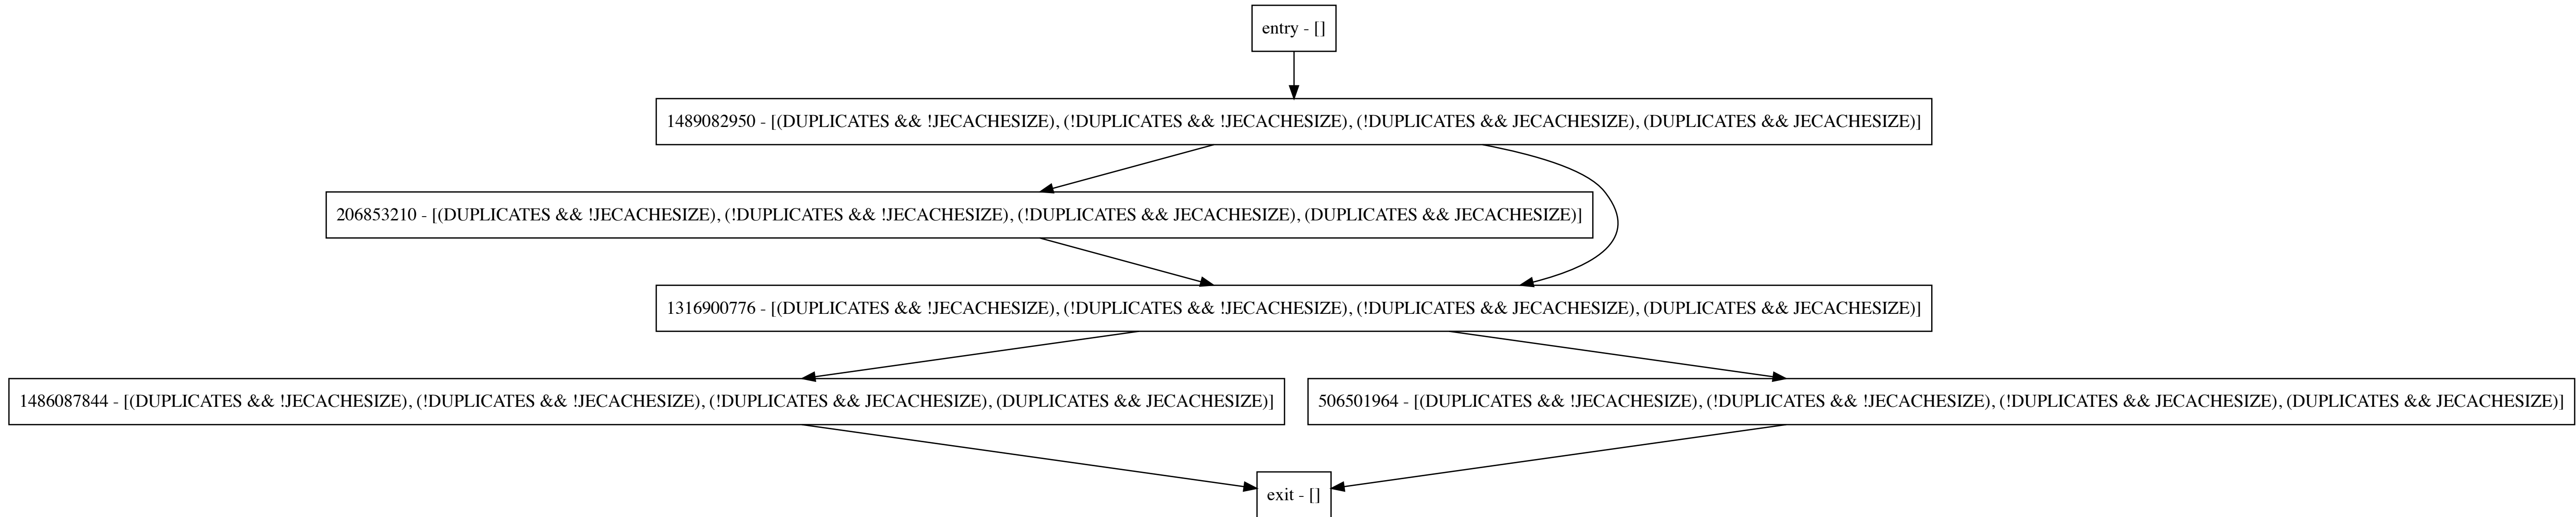 entry - []
1489082950 - [(DUPLICATES && !JECACHESIZE), (!DUPLICATES && !JECACHESIZE), (!DUPLICATES && JECACHESIZE), (DUPLICATES && JECACHESIZE)]
206853210 - [(DUPLICATES && !JECACHESIZE), (!DUPLICATES && !JECACHESIZE), (!DUPLICATES && JECACHESIZE), (DUPLICATES && JECACHESIZE)]
1316900776 - [(DUPLICATES && !JECACHESIZE), (!DUPLICATES && !JECACHESIZE), (!DUPLICATES && JECACHESIZE), (DUPLICATES && JECACHESIZE)]
1486087844 - [(DUPLICATES && !JECACHESIZE), (!DUPLICATES && !JECACHESIZE), (!DUPLICATES && JECACHESIZE), (DUPLICATES && JECACHESIZE)]
506501964 - [(DUPLICATES && !JECACHESIZE), (!DUPLICATES && !JECACHESIZE), (!DUPLICATES && JECACHESIZE), (DUPLICATES && JECACHESIZE)]
exit - []